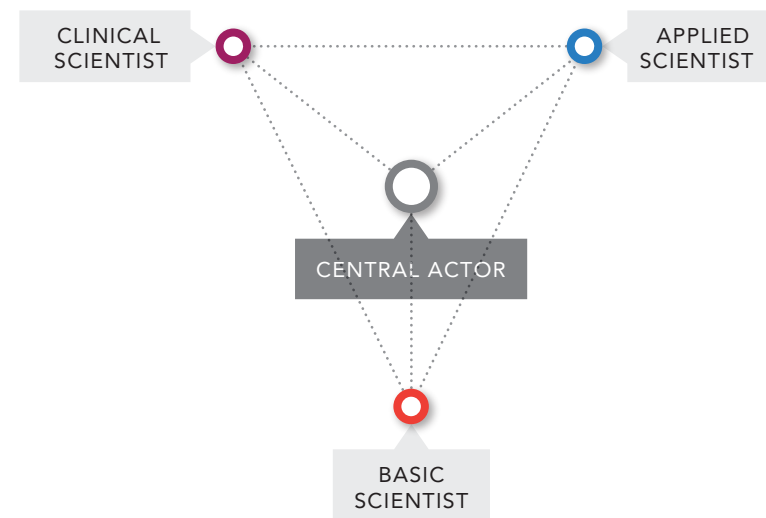 CLINICAL
SCIENTIST
APPLIED
SCIENTIST
CENTRAL ACTOR
BASIC
SCIENTIST